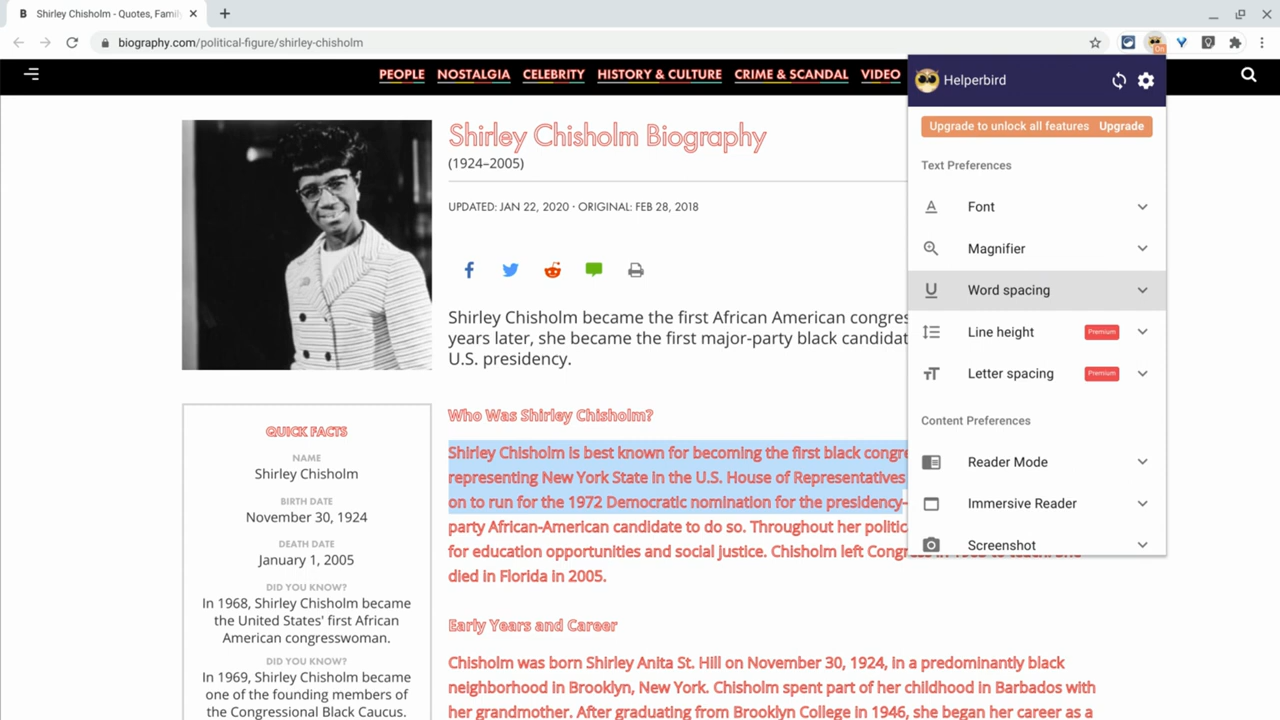 Shirley Chisholm - Quotes, Family
biography.com/political-figure/shirley-chisholm
On
PEOPLE NOSTALGIA CELEBRITY HISTORY & CULTURE CRIME & SCANDAL VIDEO
Shirley Chisholm Biography
(1924–2005)
UPDATED: JAN 22, 2020 · ORIGINAL: FEB 28, 2018
Shirley Chisholm became the first African American congres
years later, she became the first major-party black candidat
U.S. presidency.
QUICK FACTS
NAME
Shirley Chisholm
BIRTH DATE
November 30, 1924
DEATH DATE
January 1, 2005
DID YOU KNOW?
In 1968, Shirley Chisholm became
the United States' first African
American congresswoman.
DID YOU KNOW?
In 1969, Shirley Chisholm became
one of the founding members of
the Congressional Black Caucus.
Who Was Shirley Chisholm?
Shirley Chisholm is best known for becoming the first black congre
representing New York State in the U.S. House of Representatives
on to run for the 1972 Democratic nomination for the presidency-
party African-American candidate to do so. Throughout her politic
for education opportunities and social justice. Chisholm left Congr
died in Florida in 2005.
Early Years and Career
Chisholm was born Shirley Anita St. Hill on November 30, 1924, in a predominantly black
neighborhood in Brooklyn, New York. Chisholm spent part of her childhood in Barbados with
her grandmother. After graduating from Brooklyn College in 1946, she began her career as a
Helperbird
Upgrade to unlock all features Upgrade
Text Preferences
Font
Magnifier
Word spacing
Line height Premium
Letter spacing Premium
Content Preferences
Reader Mode
Immersive Reader
Screenshot